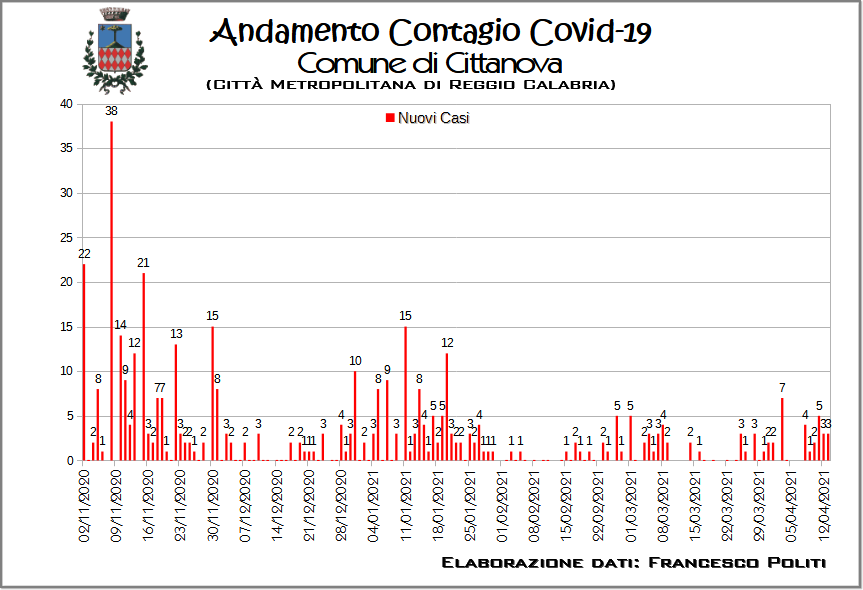 Andamento Contagio Covid-19
Comune di Cittanova
(Città Metropolitana di Reggio Calabria)
Nuovi Casi
40
35
30
25
20
15
10
5
0
22 2 8 1 38 14 9 4 12 21 3 2 7 7 1 13 3 2 2 1 2 15 8 3 2 2 3 2 2 1 1 1 3 4 1 3 10 2 3 8 9 3 15 1 3 8 4 1 5 2 5 12 3 2 2 3 2 4 1 1 1 1 1 1 2 1 2 1 5 1 5 2 3 1 3 4 2 2 1 3 1 3 1 2 2 7 4 1 2 5 3 3
02/11/2020 09/11/2020 16/11/2020 23/11/2020 30/11/2020 07/12/2020 14/12/2020 21/12/2020 28/12/2020 04/01/2021 11/01/2021 18/01/2021 25/01/2021 01/02/2021 08/02/2021 15/02/2021 22/02/2021 01/03/2021 08/03/2021 15/03/2021 22/03/2021 29/03/2021 05/04/2021 12/04/2021
Elaborazione dati: Francesco Politi